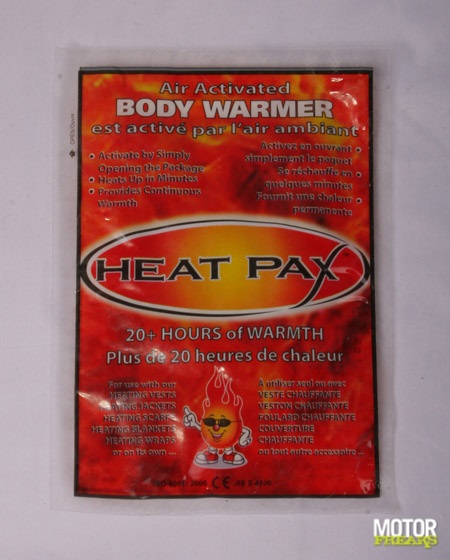 OPEN/Ouvrir
Air Activated
BODY WARMER
est activé par l'air ambiant
• Activate by Simply
Opening the Package
• Heats Up in Minutes
• Provides Continuous
Warmth
Activez en ouvrant •
simplement le paquet
Se réchauffe en •
quelques minutes
Fournit une chaleur •
permanente
HEAT PAX
20+ HOURS of WARMTH
Plus de 20 heures de chaleur
For use with our
HEATING VESTS
HEATING JACKETS
HEATING SCARF
HEATING BLANKETS
HEATING WRAPS
or on its own ...
À utiliser seul ou avec
VESTE CHAUFFANTE
VESTON CHAUFFANTE
FOULARD CHAUFFANTE
COUVERTURE
CHAUFFANTE
ou tout autre accessoire ...
CE
MOTOR
FREAKS